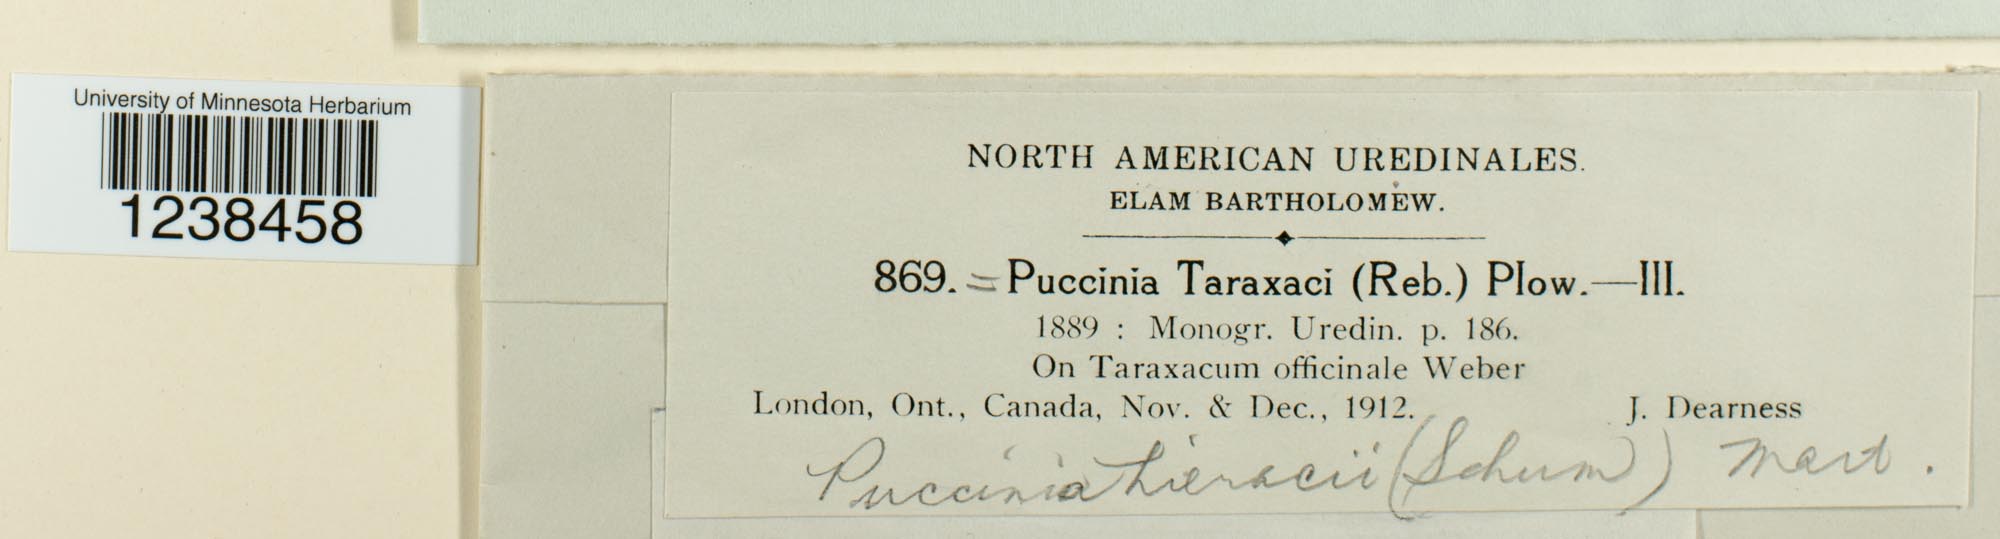 University of Minnesota Herbarium
1238458
NORTH AMERICAN UREDINALES.
ELAM BARTHOLOMEW.
869. = Puccinia Taraxaci (Reb.) Plow.—III.
1889 : Monogr. Uredin. p. 186.
On Taraxacum officinale Weber
London, Ont., Canada, Nov. & Dec., 1912. J. Dearness
Puccinia hieracii (Schum) Mart.